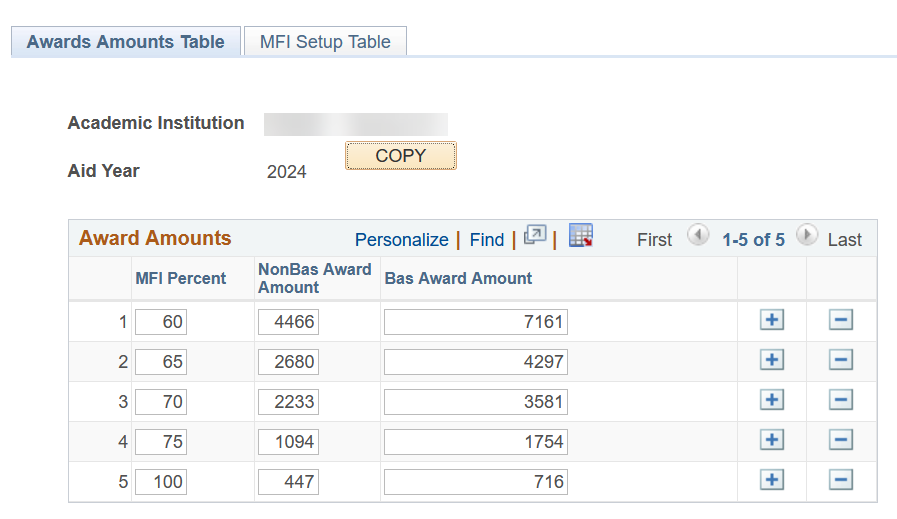 Awards Amounts Table MFI Setup Table
Academic Institution
COPY
Aid Year 2024
Award Amounts Personalize | Find | | First 1-5 of 5 Last
MFI Percent NonBas Award Amount Bas Award Amount
1 60 4466 7161
2 65 2680 4297
3 70 2233 3581
4 75 1094 1754
5 100 447 716